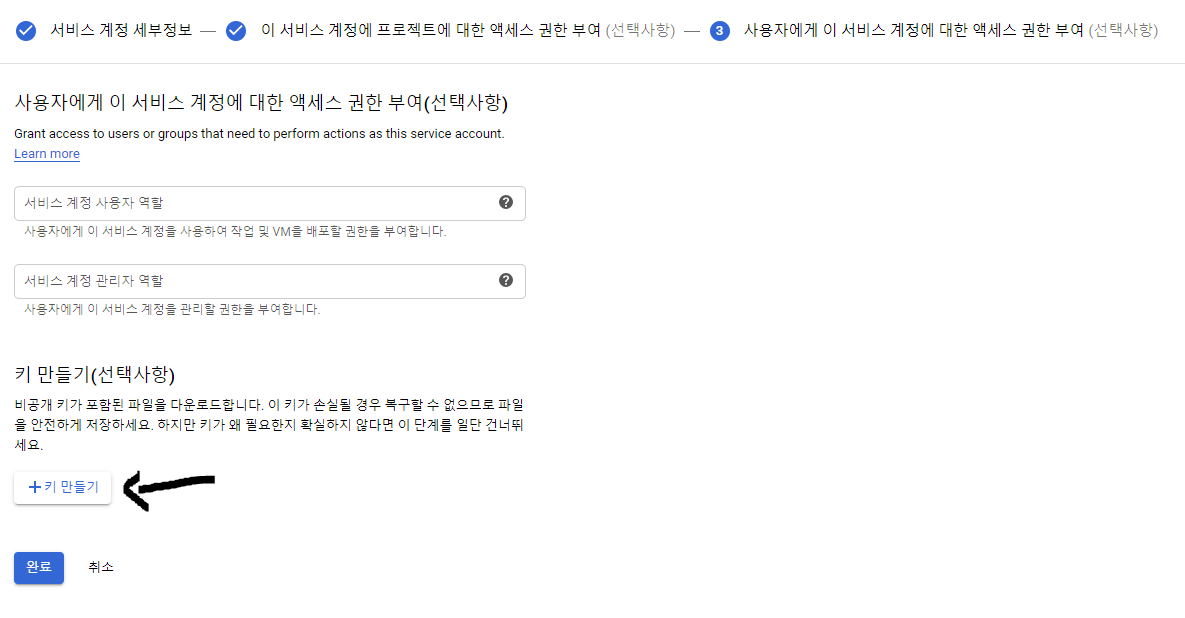 서비스 계정 세부정보 — 이 서비스 계정에 프로젝트에 대한 액세스 권한 부여 (선택사항) — 3 사용자에게 이 서비스 계정에 대한 액세스 권한 부여 (선택사항)
사용자에게 이 서비스 계정에 대한 액세스 권한 부여(선택사항)
Grant access to users or groups that need to perform actions as this service account.
Learn more
서비스 계정 사용자 역할 ?
사용자에게 이 서비스 계정을 사용하여 작업 및 VM을 배포할 권한을 부여합니다.
서비스 계정 관리자 역할 ?
사용자에게 이 서비스 계정을 관리할 권한을 부여합니다.
키 만들기(선택사항)
비공개 키가 포함된 파일을 다운로드합니다. 이 키가 손실될 경우 복구할 수 없으므로 파일
을 안전하게 저장하세요. 하지만 키가 왜 필요한지 확실하지 않다면 이 단계를 일단 건너뛰
세요.
+ 키 만들기
완료 취소